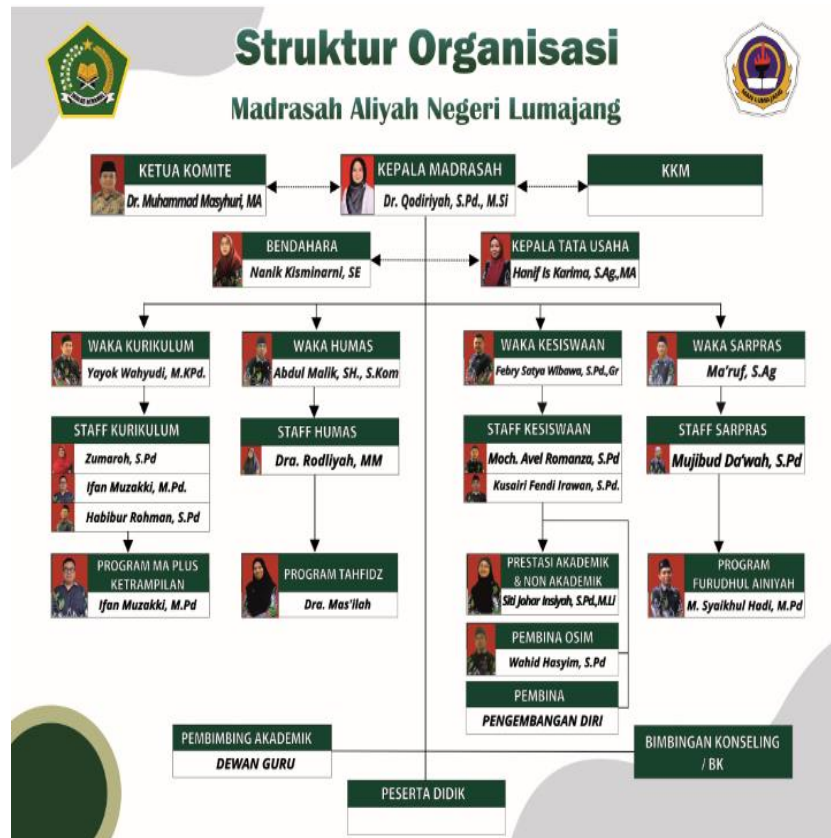 Struktur Organisasi
Madrasah Aliyah Negeri Lumajang
MAN LUMAJANG
KETUA KOMITE
Dr. Muhammad Masyhuri, MA
KEPALA MADRASAH
Dr. Qodiriyah, S.Pd., M.Si
KKM
BENDAHARA
Nanik Kisminarni, SE
KEPALA TATA USAHA
Hanif Is Karima, S.Ag.,MA
WAKA KURIKULUM
Yayok Wahyudi, M.KPd.
WAKA HUMAS
Abdul Malik, SH., S.Kom
WAKA KESISWAAN
Febry Satya Wibawa, S.Pd.,Gr
WAKA SARPRAS
Ma'ruf, S.Ag
STAFF KURIKULUM
Zumaroh, S.Pd
Ifan Muzakki, M.Pd.
Habibur Rohman, S.Pd
STAFF HUMAS
Dra. Rodliyah, MM
STAFF KESISWAAN
Moch. Avel Romanza, S.Pd
Kusairi Fendi Irawan, S.Pd.
STAFF SARPRAS
Mujibud Da'wah, S.Pd
PROGRAM MA PLUS
KETRAMPILAN
Ifan Muzakki, M.Pd
PROGRAM TAHFIDZ
Dra. Mas'ilah
PRESTASI AKADEMIK
& NON AKADEMIK
Siti Johar Insiyah, S.Pd.,M.Li
PROGRAM
FURUDHUL AINIYAH
M. Syaikhul Hadi, M.Pd
PEMBINA OSIM
Wahid Hasyim, S.Pd
PEMBINA
PENGEMBANGAN DIRI
PEMBIMBING AKADEMIK
DEWAN GURU
BIMBINGAN KONSELING
/ BK
PESERTA DIDIK